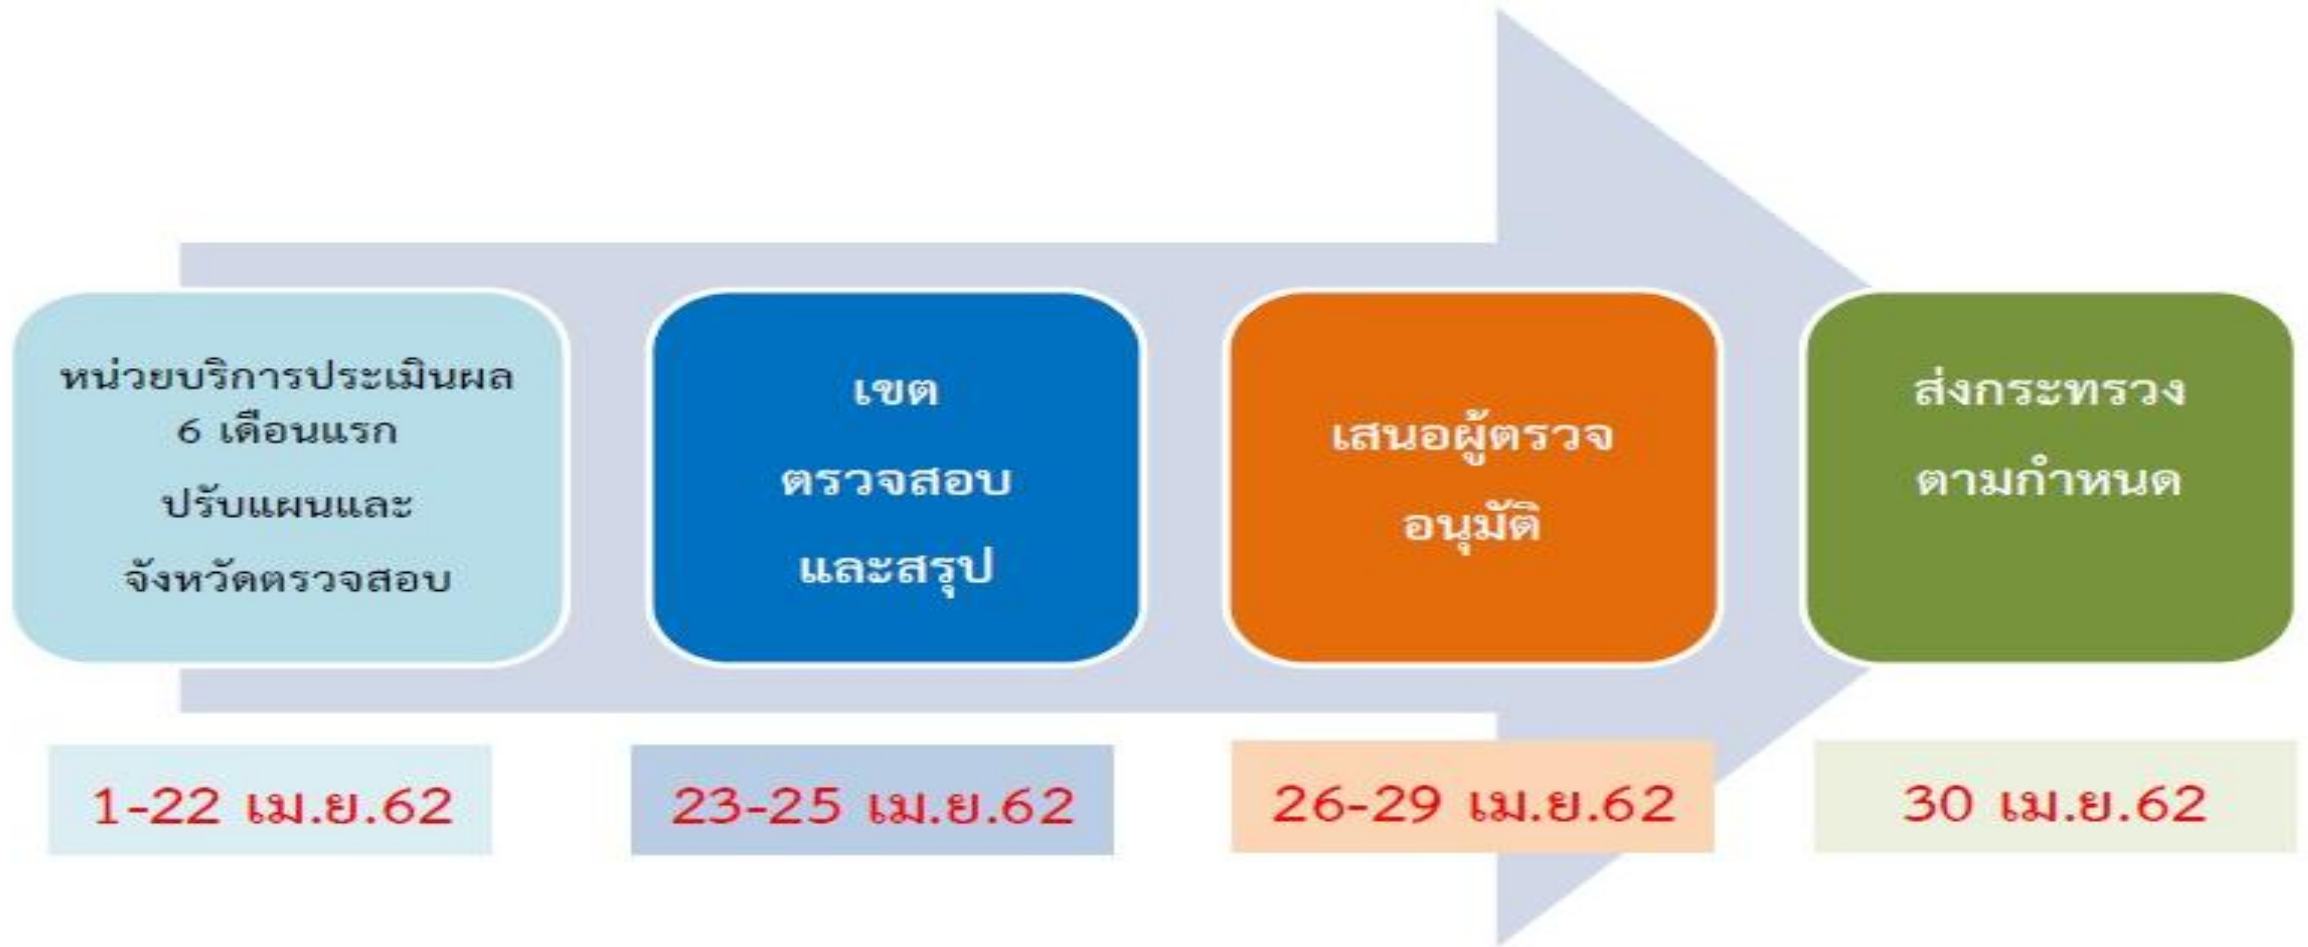 หน่วยบริการประเมินผล
6 เดือนแรก
ปรับแผนและ
จังหวัดตรวจสอบ
เขต
ตรวจสอบ
และสรุป
เสนอผู้ตรวจ
อนุมัติ
ส่งกระทรวง
ตามกำหนด
1-22 เม.ย.62
23-25 เม.ย.62
26-29 เม.ย.62
30 เม.ย.62